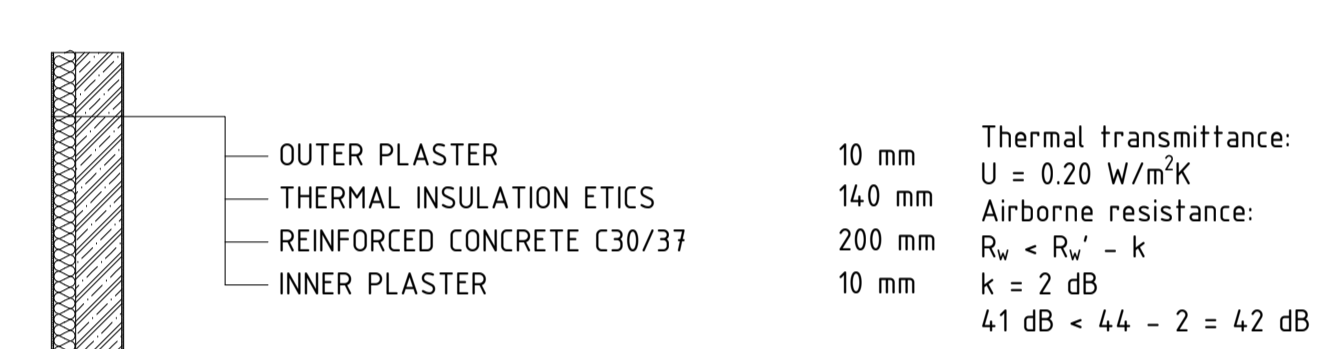 OUTER PLASTER 10 mm
THERMAL INSULATION ETICS 140 mm
REINFORCED CONCRETE C30/37 200 mm
INNER PLASTER 10 mm
Thermal transmittance:
U = 0.20 W/m²K
Airborne resistance:
Rw < Rw' - k
k = 2 dB
41 dB < 44 - 2 = 42 dB